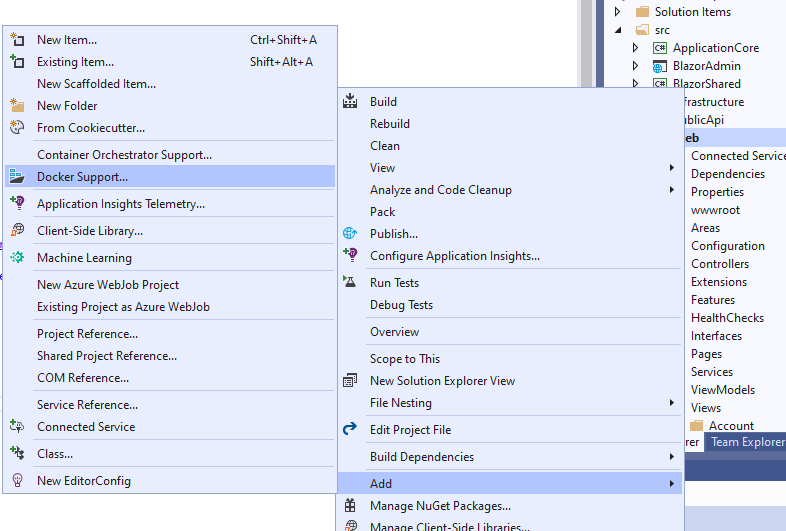 New Item... Ctrl+Shift+A
Existing Item... Shift+Alt+A
New Scaffolded Item...
New Folder
From Cookiecutter...
Container Orchestrator Support...
Docker Support...
Application Insights Telemetry...
Client-Side Library...
Machine Learning
New Azure WebJob Project
Existing Project as Azure WebJob
Project Reference...
Shared Project Reference...
COM Reference...
Service Reference...
Connected Service
Class...
New EditorConfig
Build
Rebuild
Clean
View
Analyze and Code Cleanup
Pack
Publish...
Configure Application Insights...
Run Tests
Debug Tests
Overview
Scope to This
New Solution Explorer View
File Nesting
Edit Project File
Build Dependencies
Add
Manage NuGet Packages...
Manage Client-Side Libraries...
Solution Items
src
C# ApplicationCore
BlazorAdmin
C# BlazorShared
frastructure
ublicApi
eb
Connected Service
Dependencies
Properties
wwwroot
Areas
Configuration
Controllers
Extensions
Features
HealthChecks
Interfaces
Pages
Services
ViewModels
Views
Account
rer Team Explorer